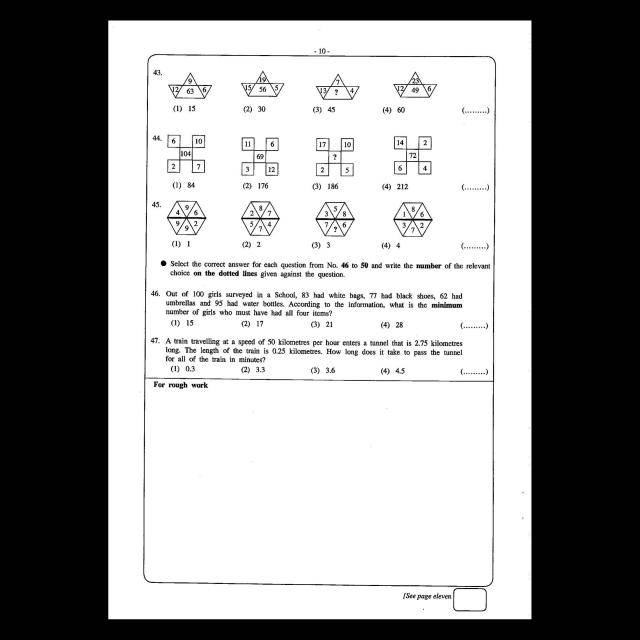 - 10 -
43.
9
12 63 6
19
15 56 5
7
13 ? 4
23
12 49 6
(1) 15 (2) 30 (3) 45 (4) 60 (.........)
44.
6 10 11 6 17 10 14 2
104 69 ? 72
2 7 3 12 2 5 6 4
(1) 84 (2) 176 (3) 186 (4) 212 (.........)
45.
9 8 5 8
4 6 2 7 3 8 1 6
9 2 5 4 7 6 3 2
9 7 ? 7
(1) 1 (2) 2 (3) 3 (4) 4 (.........)
● Select the correct answer for each question from No. 46 to 50 and write the number of the relevant
choice on the dotted lines given against the question.
46. Out of 100 girls surveyed in a School, 83 had white bags, 77 had black shoes, 62 had
umbrellas and 95 had water bottles. According to the information, what is the minimum
number of girls who must have had all four items?
(1) 15 (2) 17 (3) 21 (4) 28 (.........)
47. A train travelling at a speed of 50 kilometres per hour enters a tunnel that is 2.75 kilometres
long. The length of the train is 0.25 kilometres. How long does it take to pass the tunnel
for all of the train in minutes?
(1) 0.3 (2) 3.3 (3) 3.6 (4) 4.5 (.........)
For rough work
[See page eleven